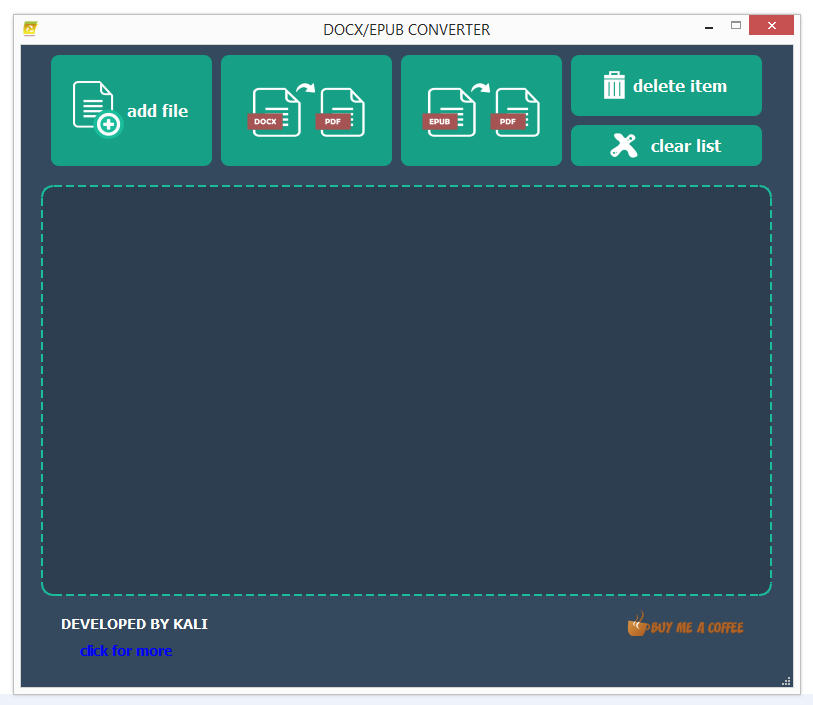 DOCX/EPUB CONVERTER
add file
DOCX
PDF
EPUB
PDF
delete item
clear list
DEVELOPED BY KALI
click for more
BUY ME A COFFEE